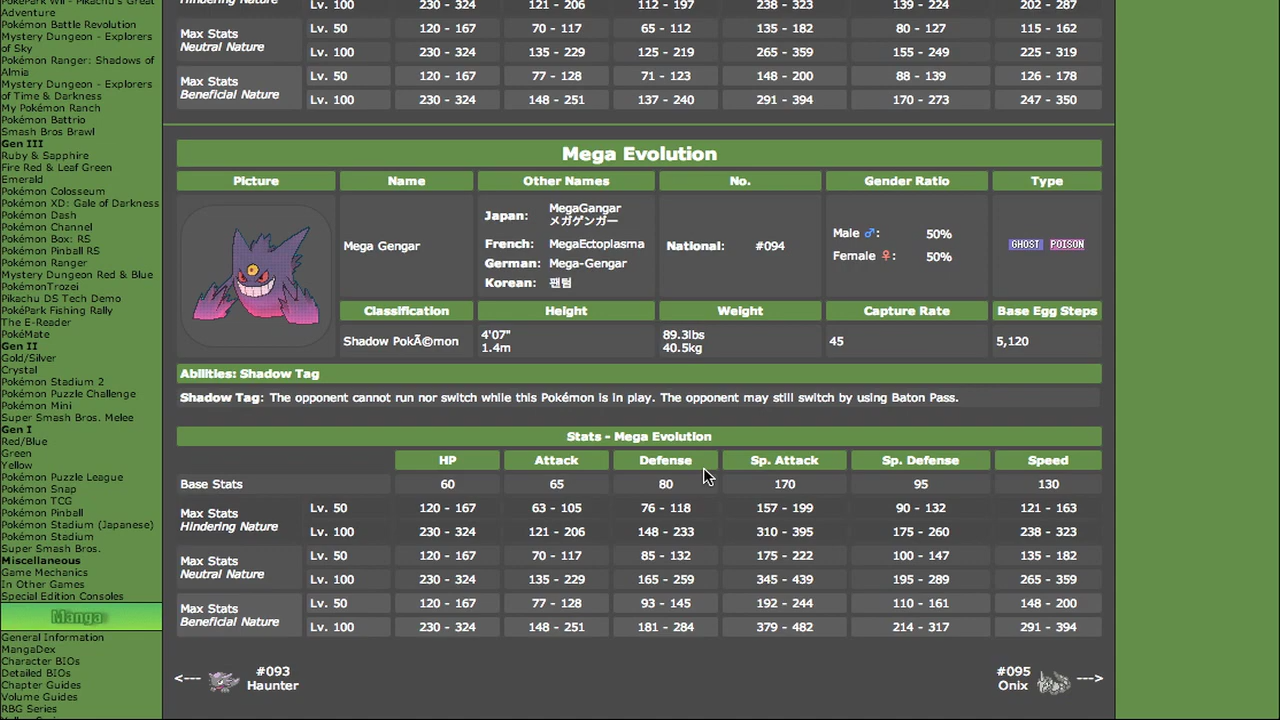 PokéPark Wii - Pikachu's Great
Adventure
Pokémon Battle Revolution
Mystery Dungeon - Explorers
of Sky
Pokémon Ranger: Shadows of
Almia
Mystery Dungeon - Explorers
of Time & Darkness
My Pokémon Ranch
Pokémon Battrio
Smash Bros Brawl
Gen III
Ruby & Sapphire
Fire Red & Leaf Green
Emerald
Pokémon Colosseum
Pokémon XD: Gale of Darkness
Pokémon Dash
Pokémon Channel
Pokémon Box: RS
Pokémon Pinball RS
Pokémon Ranger
Mystery Dungeon Red & Blue
PokémonTrozei
Pikachu DS Tech Demo
PokéPark Fishing Rally
The E-Reader
PokéMate
Gen II
Gold/Silver
Crystal
Pokémon Stadium 2
Pokémon Puzzle Challenge
Pokémon Mini
Super Smash Bros. Melee
Gen I
Red/Blue
Green
Yellow
Pokémon Puzzle League
Pokémon Snap
Pokémon TCG
Pokémon Pinball
Pokémon Stadium (Japanese)
Pokémon Stadium
Super Smash Bros.
Miscellaneous
Game Mechanics
In Other Games
Special Edition Consoles
Manga
General Information
MangaDex
Character BIOs
Detailed BIOs
Chapter Guides
Volume Guides
RBG Series
Hindering Nature Lv. 100 230 - 324 121 - 206 112 - 197 238 - 323 139 - 224 202 - 287
Max Stats
Neutral Nature
Lv. 50 120 - 167 70 - 117 65 - 112 135 - 182 80 - 127 115 - 162
Lv. 100 230 - 324 135 - 229 125 - 219 265 - 359 155 - 249 225 - 319
Max Stats
Beneficial Nature
Lv. 50 120 - 167 77 - 128 71 - 123 148 - 200 88 - 139 126 - 178
Lv. 100 230 - 324 148 - 251 137 - 240 291 - 394 170 - 273 247 - 350
Mega Evolution
Picture Name Other Names No. Gender Ratio Type
Mega Gengar
Japan: MegaGangar
メガゲンガー
French: MegaEctoplasma
German: Mega-Gengar
Korean: 팬텀
National: #094
Male ♂: 50%
Female ♀: 50%
GHOST POISON
Classification Height Weight Capture Rate Base Egg Steps
Shadow PokÃ©mon
4'07"
1.4m
89.3lbs
40.5kg
45
5,120
Abilities: Shadow Tag
Shadow Tag: The opponent cannot run nor switch while this Pokémon is in play. The opponent may still switch by using Baton Pass.
Stats - Mega Evolution
HP Attack Defense Sp. Attack Sp. Defense Speed
Base Stats 60 65 80 170 95 130
Max Stats
Hindering Nature
Lv. 50 120 - 167 63 - 105 76 - 118 157 - 199 90 - 132 121 - 163
Lv. 100 230 - 324 121 - 206 148 - 233 310 - 395 175 - 260 238 - 323
Max Stats
Neutral Nature
Lv. 50 120 - 167 70 - 117 85 - 132 175 - 222 100 - 147 135 - 182
Lv. 100 230 - 324 135 - 229 165 - 259 345 - 439 195 - 289 265 - 359
Max Stats
Beneficial Nature
Lv. 50 120 - 167 77 - 128 93 - 145 192 - 244 110 - 161 148 - 200
Lv. 100 230 - 324 148 - 251 181 - 284 379 - 482 214 - 317 291 - 394
<--- #093
Haunter
#095
Onix --->